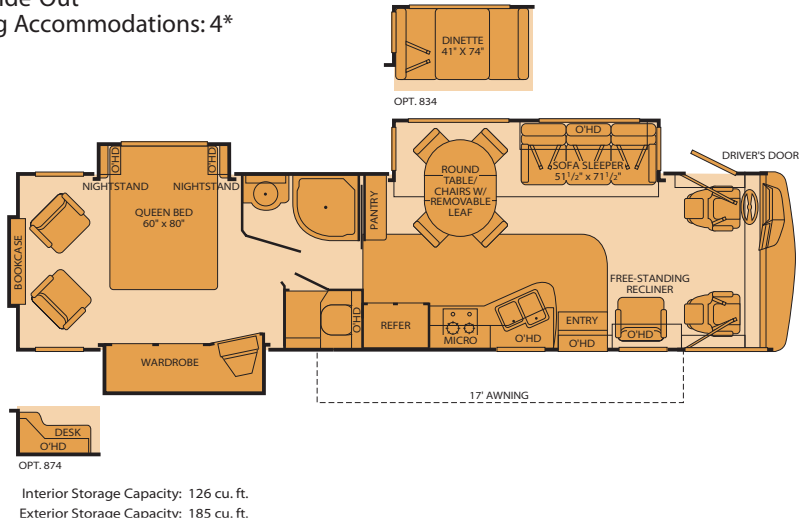 Accommodations: 4*
DINETTE
41" X 74"
OPT. 834
O'HD
O'HD
O'HD
DRIVER'S DOOR
NIGHTSTAND
NIGHTSTAND
SOFA SLEEPER
51 1/2" x 71 1/2"
ROUND
TABLE/
CHAIRS W/
REMOVABLE
LEAF
PANTRY
QUEEN BED
60" x 80"
BOOKCASE
FREE-STANDING
RECLINER
O'HD
REFER
MICRO
O'HD
ENTRY
O'HD
O'HD
WARDROBE
17' AWNING
DESK
O'HD
OPT. 874
Interior Storage Capacity: 126 cu. ft.
Exterior Storage Capacity: 185 cu. ft.